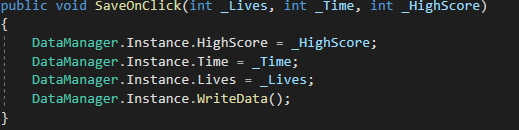 public void SaveOnClick(int _Lives, int _Time, int _HighScore)
{
DataManager.Instance.HighScore = _HighScore;
DataManager.Instance.Time = _Time;
DataManager.Instance.Lives = _Lives;
DataManager.Instance.WriteData();
}